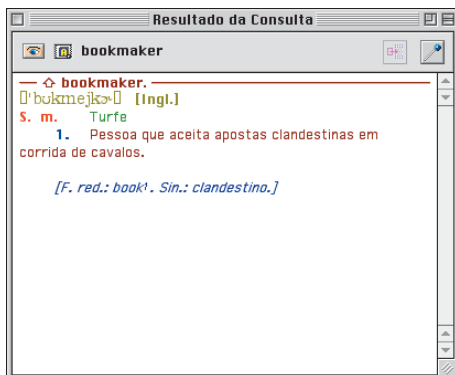 Resultado da Consulta
bookmaker
bookmaker.
▯'bʊkmejkɚ▯ [Ingl.]
S. m. Turfe
1. Pessoa que aceita apostas clandestinas em
corrida de cavalos.
[F. red.: book¹. Sin.: clandestino.]